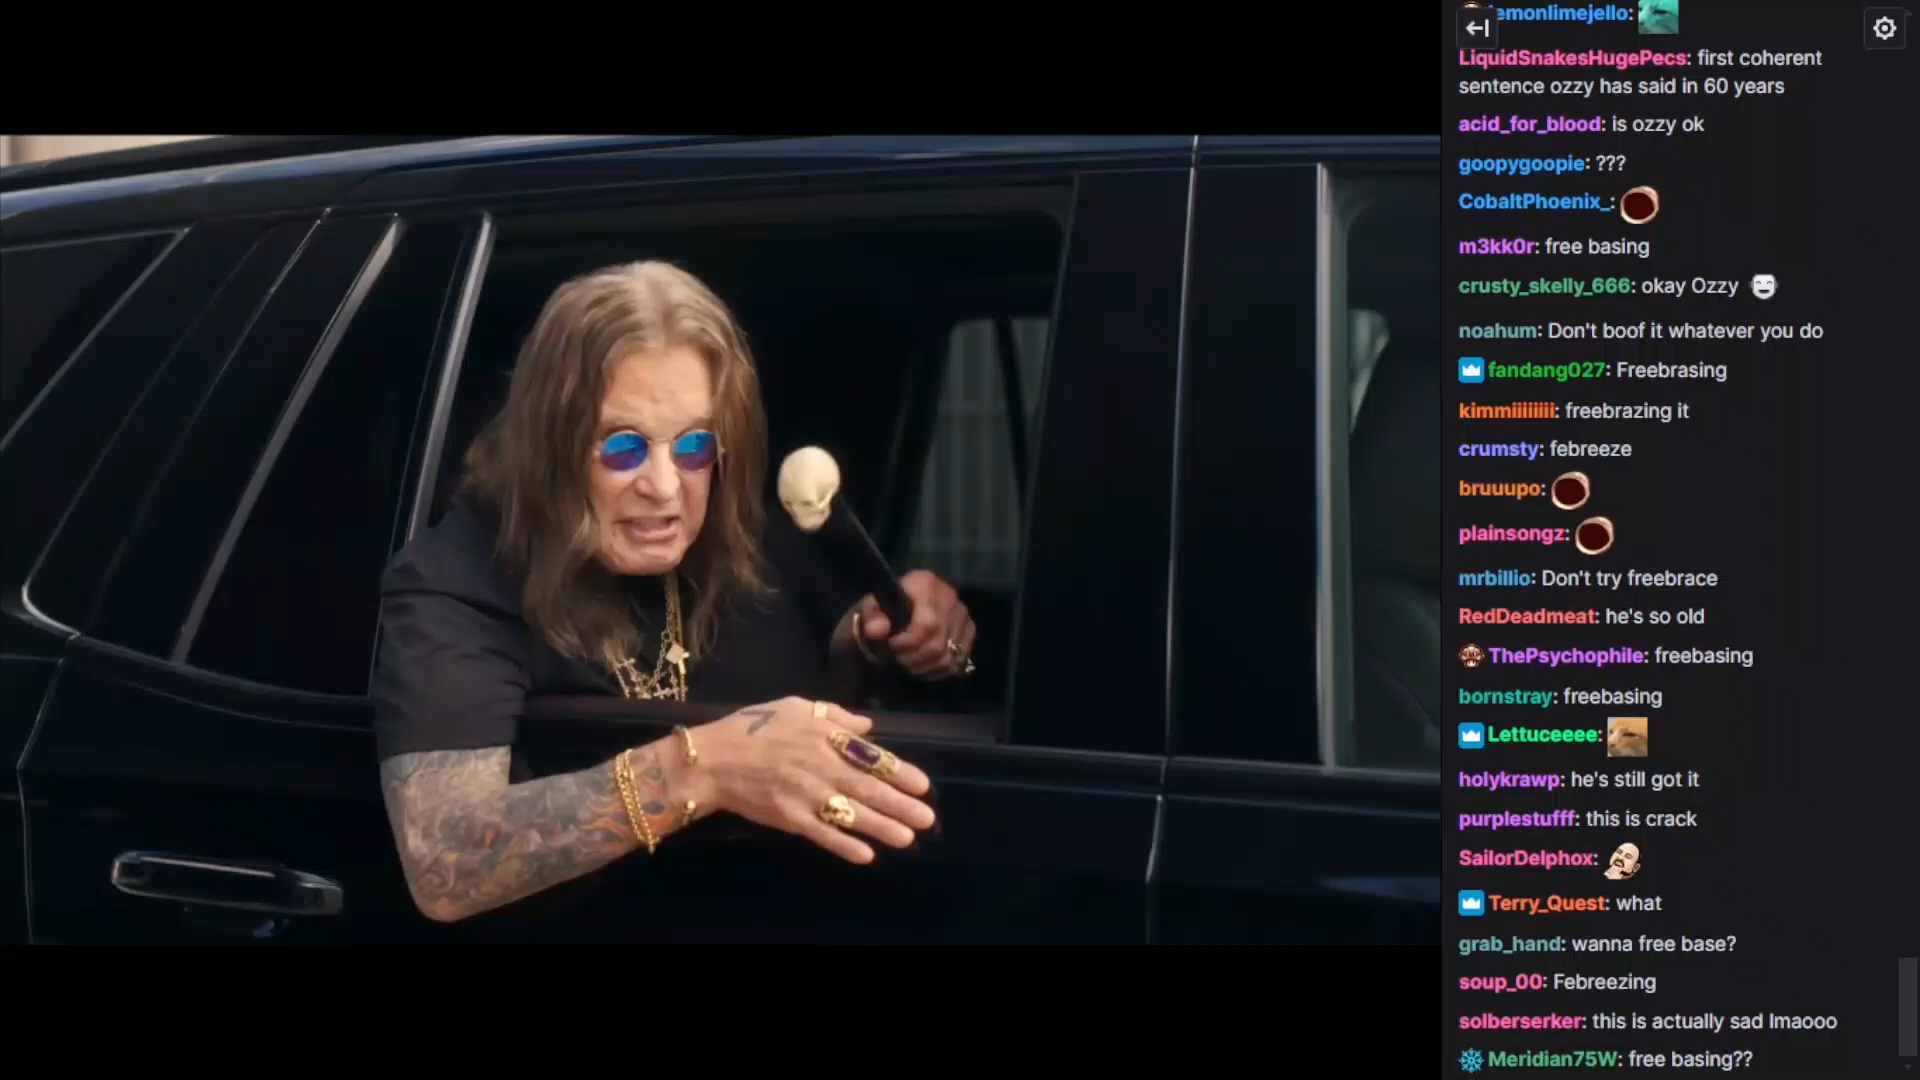 lemonlimejello:
LiquidSnakesHugePecs: first coherent
sentence ozzy has said in 60 years
acid_for_blood: is ozzy ok
goopygoopie: ???
CobaltPhoenix_:
m3kk0r: free basing
crusty_skelly_666: okay Ozzy
noahum: Don't boof it whatever you do
fandang027: Freebrasing
kimmiiiiiiiii: freebrazing it
crumsty: febreeze
bruuupo:
plainsongz:
mrbillio: Don't try freebrace
RedDeadmeat: he's so old
ThePsychophile: freebasing
bornstray: freebasing
Lettuceeee:
holykrawp: he's still got it
purplestufff: this is crack
SailorDelphox:
Terry_Quest: what
grab_hand: wanna free base?
soup_00: Febreezing
solberserker: this is actually sad lmaooo
Meridian75W: free basing??